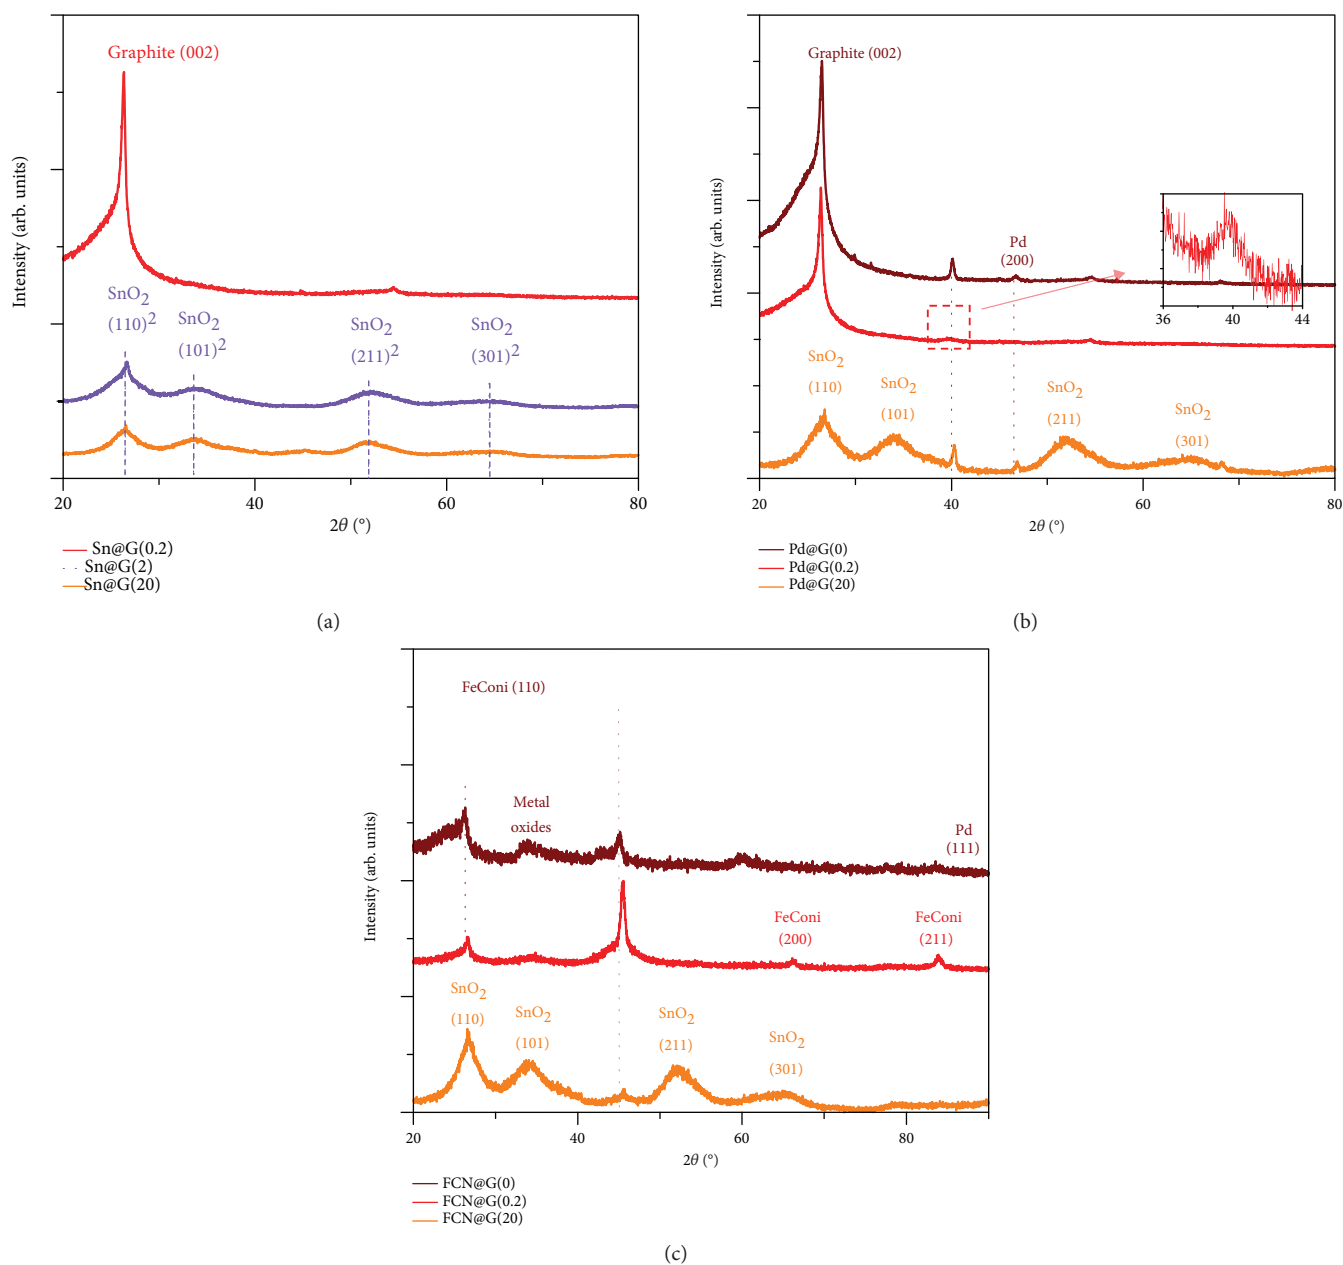 Graphite (002)
Intensity (arb. units)
SnO2
(110)2
SnO2
(101)2
SnO2
(211)2
SnO2
(301)2
20
40
60
80
2θ (°)
Sn@G(0.2)
Sn@G(2)
Sn@G(20)
(a)
Graphite (002)
Intensity (arb. units)
Pd
(200)
36
40
44
SnO2
(110)
SnO2
(101)
SnO2
(211)
SnO2
(301)
20
40
60
80
2θ (°)
Pd@G(0)
Pd@G(0.2)
Pd@G(20)
(b)
FeConi (110)
Intensity (arb. units)
Metal
oxides
Pd
(111)
FeConi
(200)
FeConi
(211)
SnO2
(110)
SnO2
(101)
SnO2
(211)
SnO2
(301)
20
40
60
80
2θ (°)
FCN@G(0)
FCN@G(0.2)
FCN@G(20)
(c)